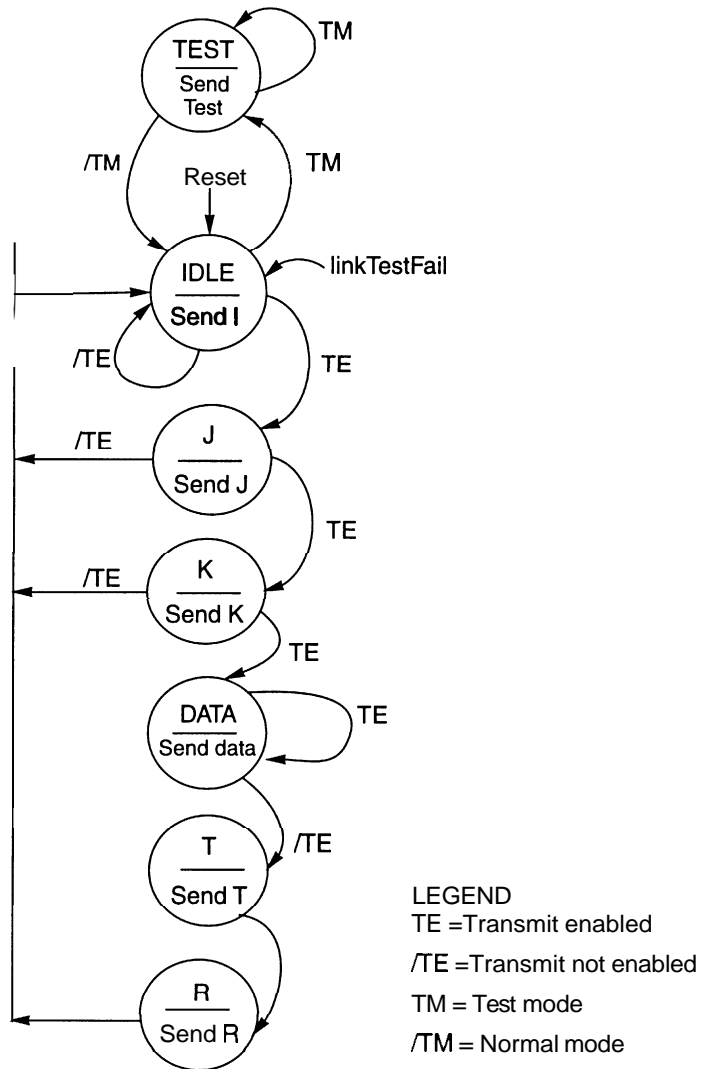 TM
TEST
Send
Test
/TM
TM
Reset
IDLE
Send I
linkTestFail
/TE
TE
J
Send J
/TE
TE
K
Send K
/TE
TE
DATA
Send data
TE
/TE
T
Send T
R
Send R
LEGEND
TE =Transmit enabled
/TE =Transmit not enabled
TM = Test mode
/TM = Normal mode